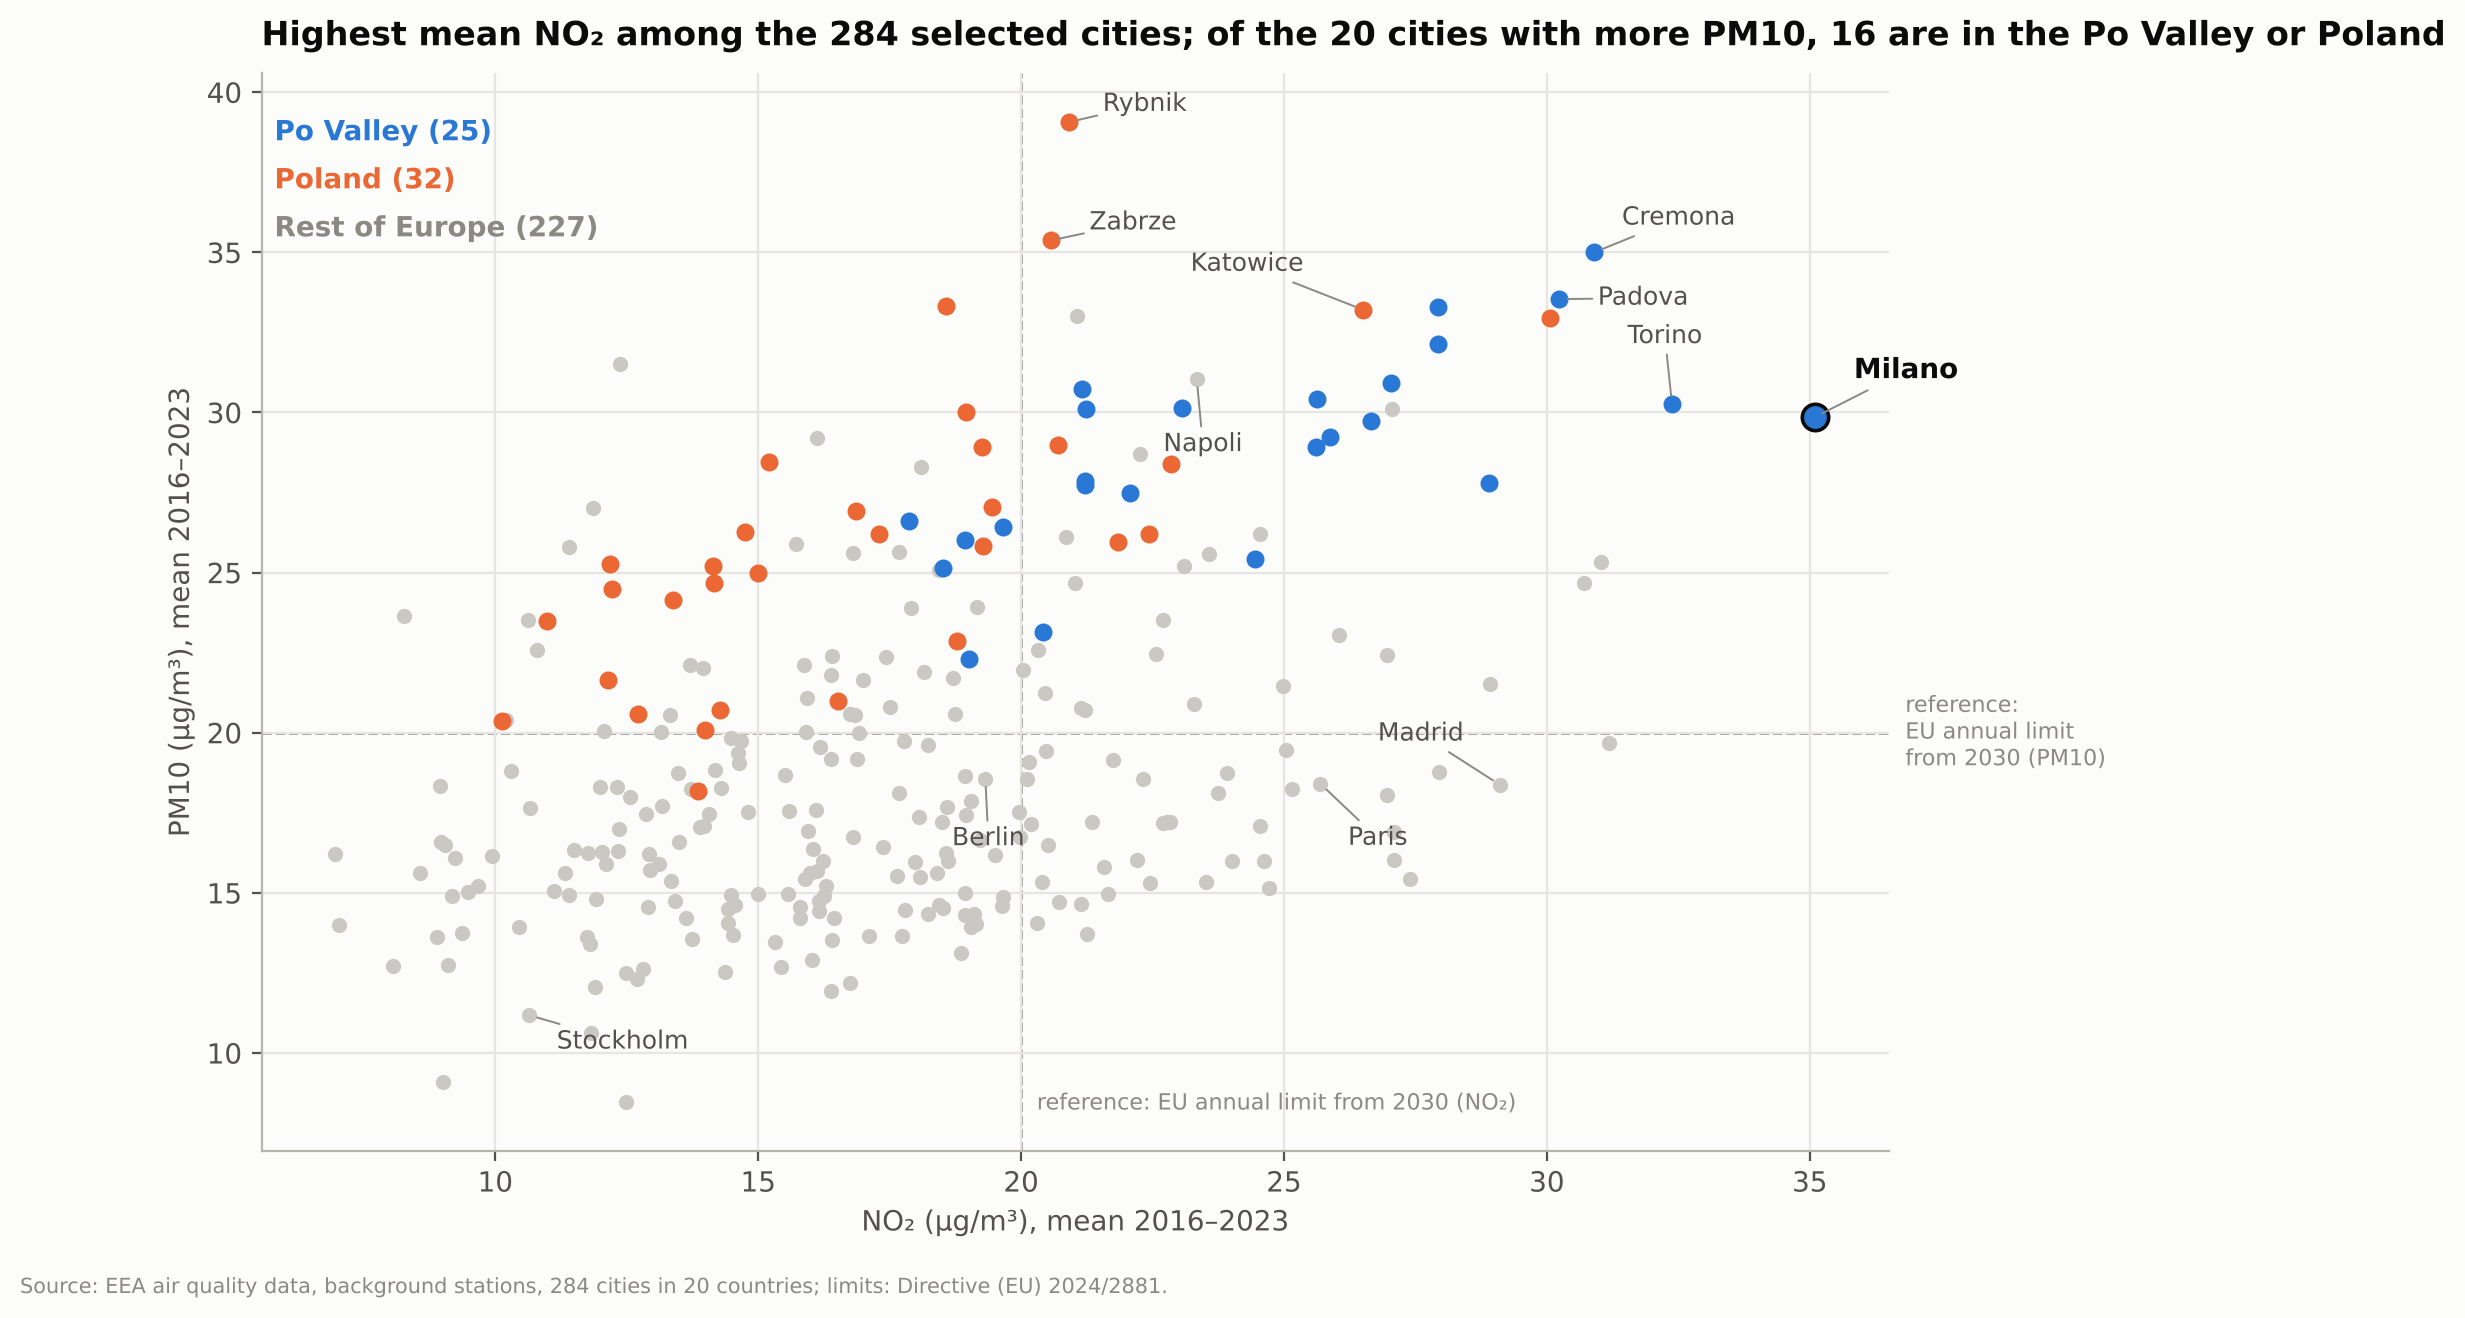 Highest mean NO₂ among the 284 selected cities; of the 20 cities with more PM10, 16 are in the Po Valley or Poland
Po Valley (25)
Poland (32)
Rest of Europe (227)
Rybnik
Zabrze
Cremona
Katowice
Padova
Torino
Milano
Napoli
Madrid
Berlin
Paris
Stockholm
reference:
EU annual limit
from 2030 (PM10)
reference: EU annual limit from 2030 (NO₂)
PM10 (µg/m³), mean 2016–2023
40
35
30
25
20
15
10
10
15
20
25
30
35
NO₂ (µg/m³), mean 2016–2023
Source: EEA air quality data, background stations, 284 cities in 20 countries; limits: Directive (EU) 2024/2881.